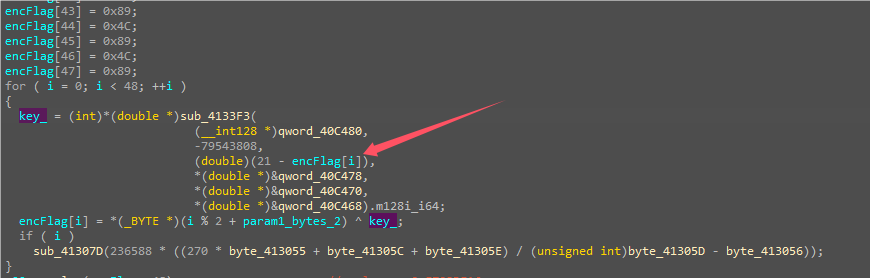 encFlag[43] = 0x89;
encFlag[44] = 0x4C;
encFlag[45] = 0x89;
encFlag[46] = 0x4C;
encFlag[47] = 0x89;
for ( i = 0; i < 48; ++i )
{
key_ = (int)*(double *)sub_4133F3(
(__int128 *)qword_40C480,
-79543808,
(double)(21 - encFlag[i]),
*(double *)&qword_40C478,
*(double *)&qword_40C470,
*(double *)&qword_40C468).m128i_i64;
encFlag[i] = *(_BYTE *)(i % 2 + param1_bytes_2) ^ key_;
if ( i )
sub_41307D(236588 * ((270 * byte_413055 + byte_41305C + byte_41305E) / (unsigned int)byte_41305D - byte_413056));
}